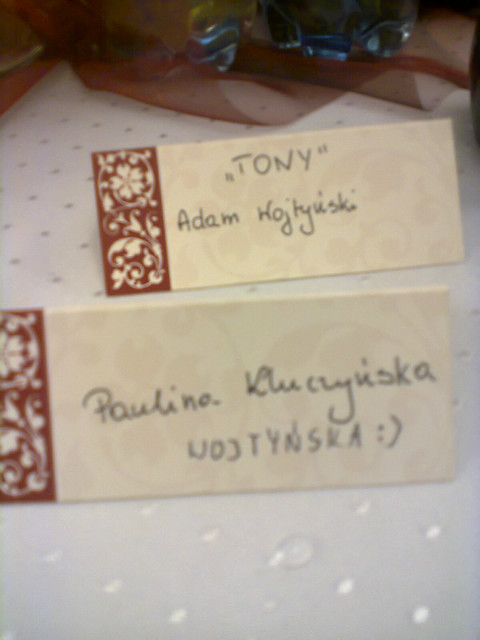 „TONY"
Adam Wojtyński
Paulina Kluczyńska
WOJTYŃSKA :)